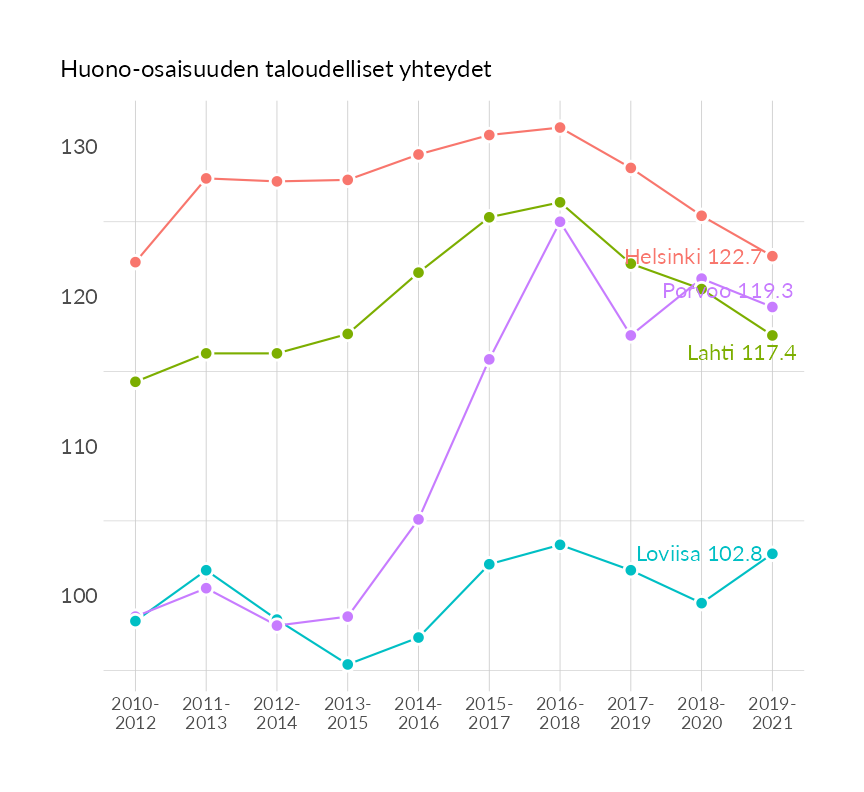 Huono-osaisuuden taloudelliset yhteydet
130
Helsinki 122.7
Porvoo 119.3
120
Lahti 117.4
110
Loviisa 102.8
100
2010- 2011- 2012- 2013- 2014- 2015- 2016- 2017- 2018- 2019-
2012 2013 2014 2015 2016 2017 2018 2019 2020 2021